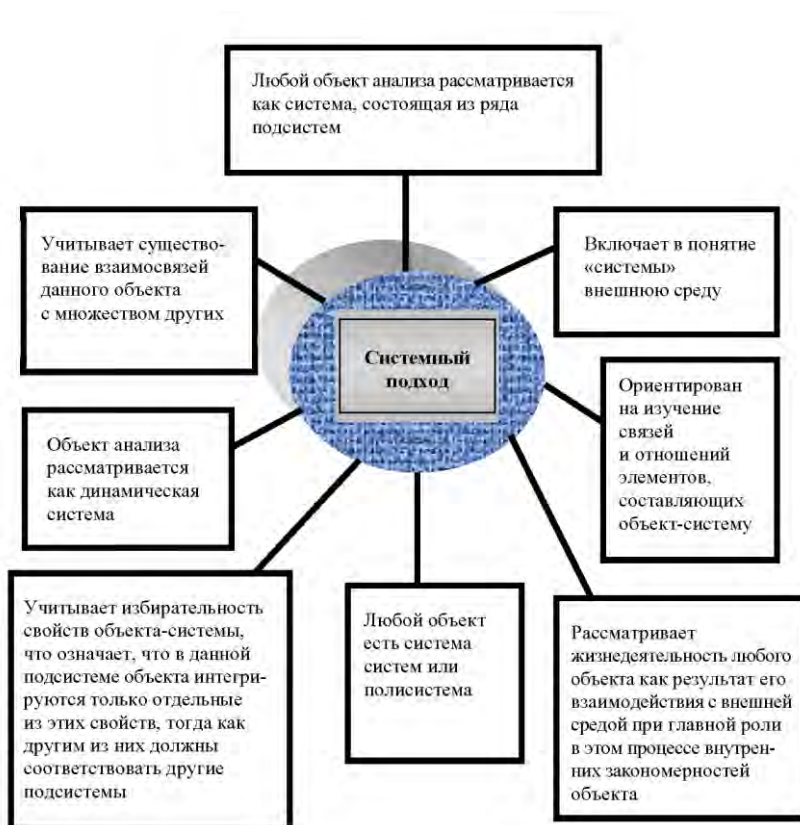 Любой объект анализа рассматривается
как система, состоящая из ряда
подсистем
Учитывает существо-
вание взаимосвязей
данного объекта
с множеством других
Включает в понятие
«системы»
внешнюю среду
Системный
подход
Ориентирован
на изучение
связей
и отношений
элементов,
составляющих
объект-систему
Объект анализа
рассматривается
как динамическая
система
Учитывает избирательность
свойств объекта-системы,
что означает, что в данной
подсистеме объекта интегри-
руются только отдельные
из этих свойств, тогда как
другим из них должны
соответствовать другие
подсистемы
Любой объект
есть система
систем или
полисистема
Рассматривает
жизнедеятельность любого
объекта как результат его
взаимодействия с внешней
средой при главной роли
в этом процессе внутрен-
них закономерностей
объекта